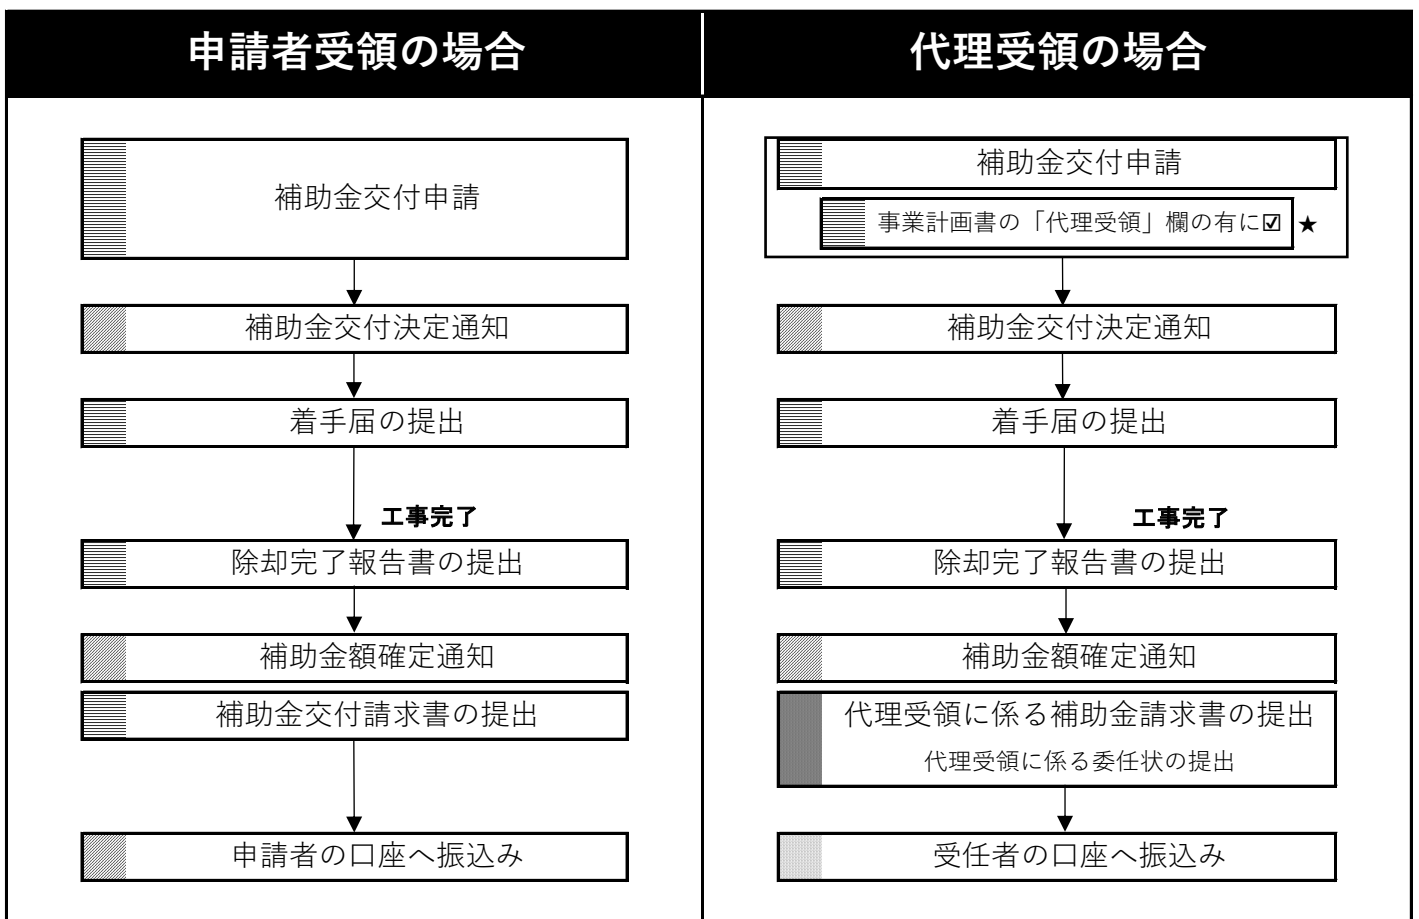 申請者受領の場合
補助金交付申請
補助金交付決定通知
着手届の提出
工事完了
除却完了報告書の提出
補助金額確定通知
補助金交付請求書の提出
申請者の口座へ振込み
代理受領の場合
補助金交付申請
事業計画書の「代理受領」欄の有に☑ ★
補助金交付決定通知
着手届の提出
工事完了
除却完了報告書の提出
補助金額確定通知
代理受領に係る補助金請求書の提出
代理受領に係る委任状の提出
受任者の口座へ振込み